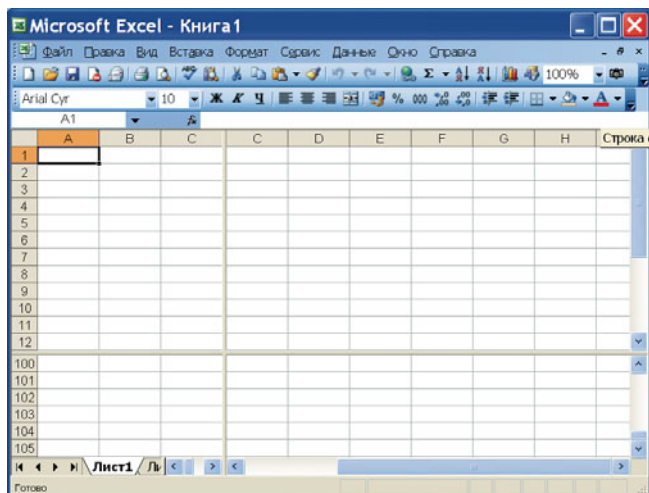 Microsoft Excel - Книга1
Файл Правка Вид Вставка Формат Сервис Данные Окно Справка
100%
Arial Cyr 10 Ж К Ч % 000
A1 fx
A B C C D E F G H Строка
1
2
3
4
5
6
7
8
9
10
11
12
100
101
102
103
104
105
Лист1
Готово